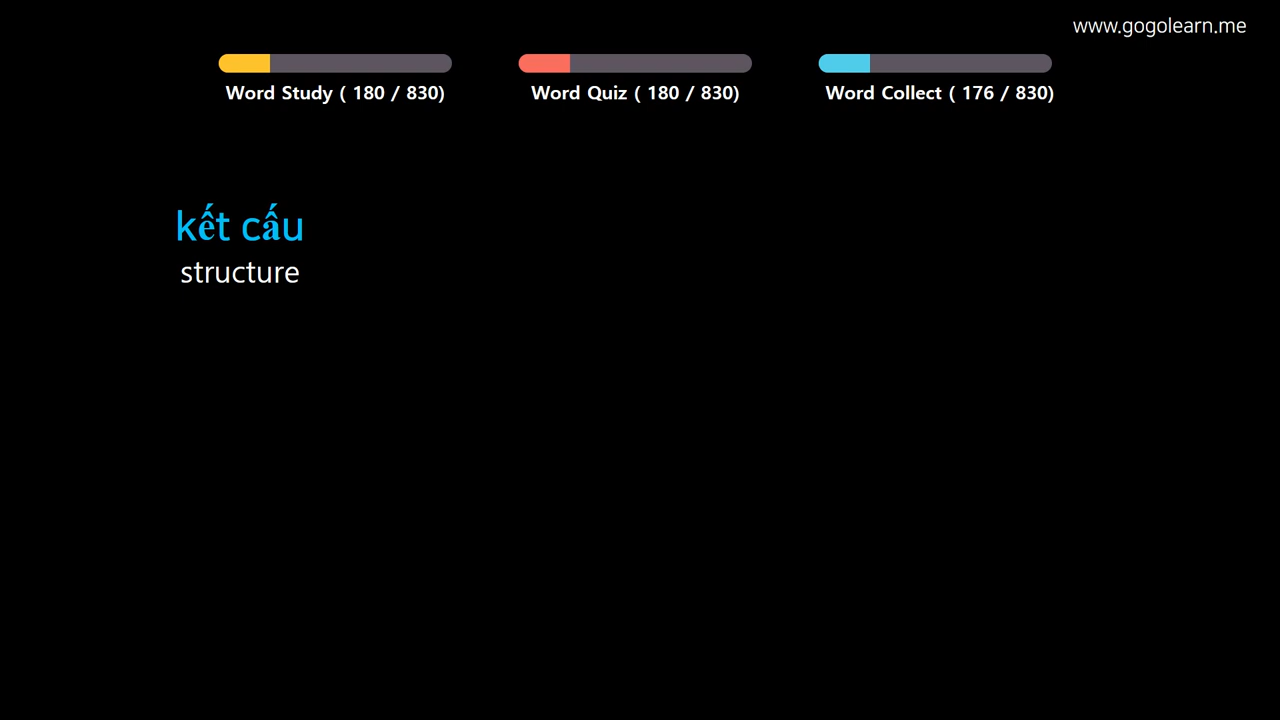 www.gogolearn.me
Word Study ( 180 / 830)
Word Quiz ( 180 / 830)
Word Collect ( 176 / 830)
kết cấu
structure